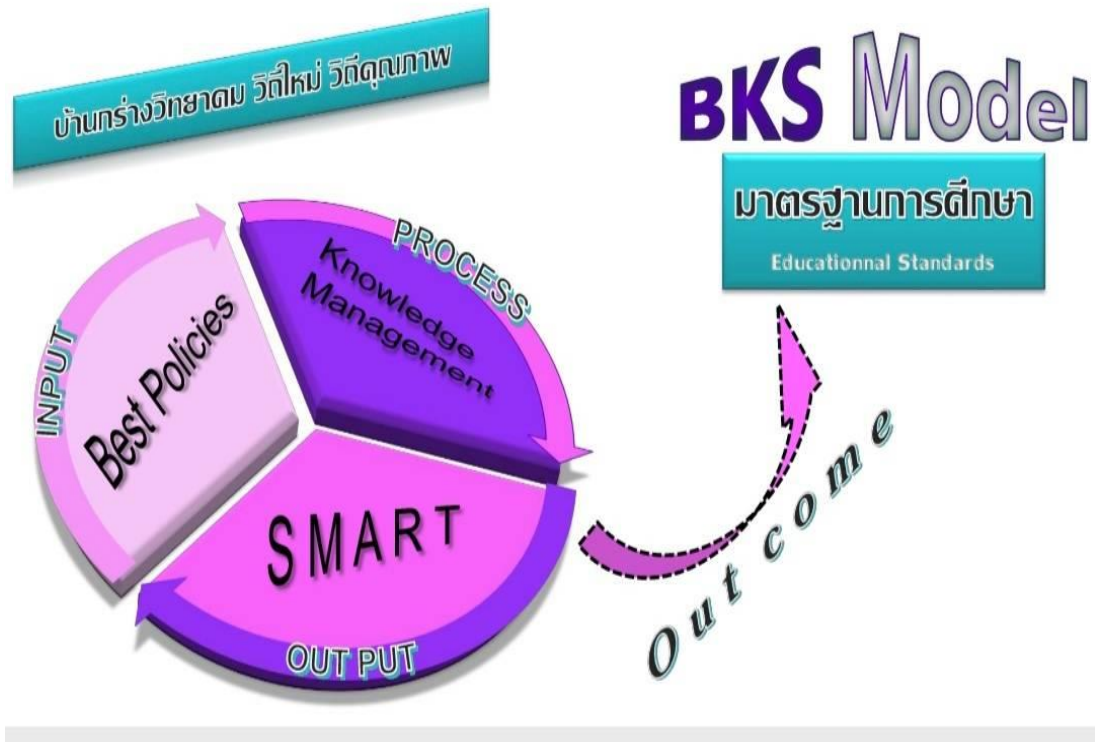 บ้านกร่างวิทยาคม วิถีใหม่ วิถีคุณภาพ
BKS Model
มาตรฐานการศึกษา
Educationnal Standards
INPUT
Best Policies
PROCESS
Knowledge
Management
SMART
OUT PUT
Out come